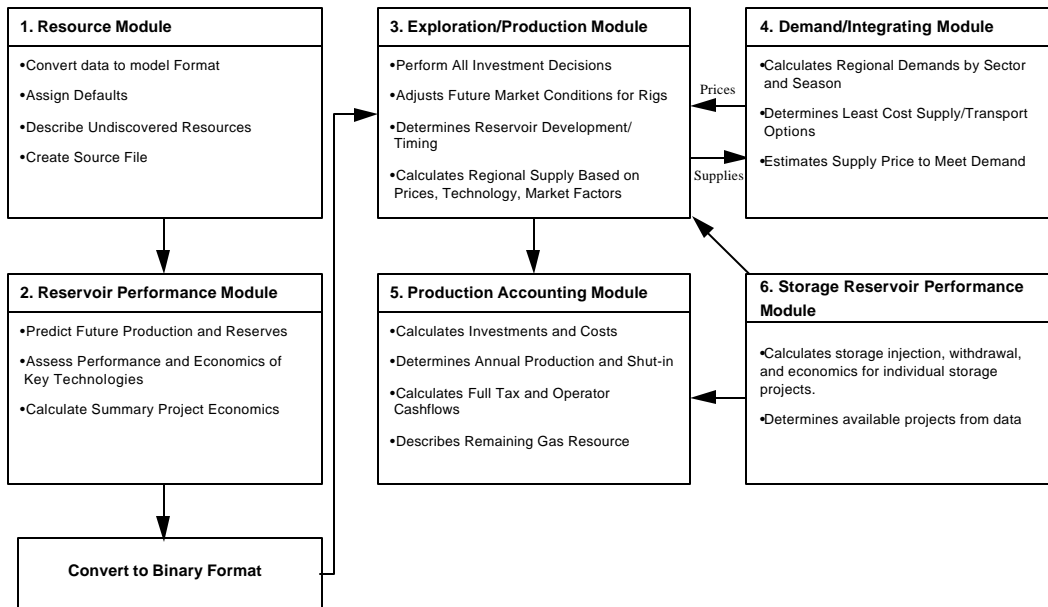 1. Resource Module
•Convert data to model Format
•Assign Defaults
•Describe Undiscovered Resources
•Create Source File
2. Reservoir Performance Module
•Predict Future Production and Reserves
•Assess Performance and Economics of
Key Technologies
•Calculate Summary Project Economics
Convert to Binary Format
3. Exploration/Production Module
•Perform All Investment Decisions
•Adjusts Future Market Conditions for Rigs
•Determines Reservoir Development/
Timing
•Calculates Regional Supply Based on
Prices, Technology, Market Factors
Prices
Supplies
4. Demand/Integrating Module
•Calculates Regional Demands by Sector
and Season
•Determines Least Cost Supply/Transport
Options
•Estimates Supply Price to Meet Demand
5. Production Accounting Module
•Calculates Investments and Costs
•Determines Annual Production and Shut-in
•Calculates Full Tax and Operator
Cashflows
•Describes Remaining Gas Resource
6. Storage Reservoir Performance
Module
•Calculates storage injection, withdrawal,
and economics for individual storage
projects.
•Determines available projects from data